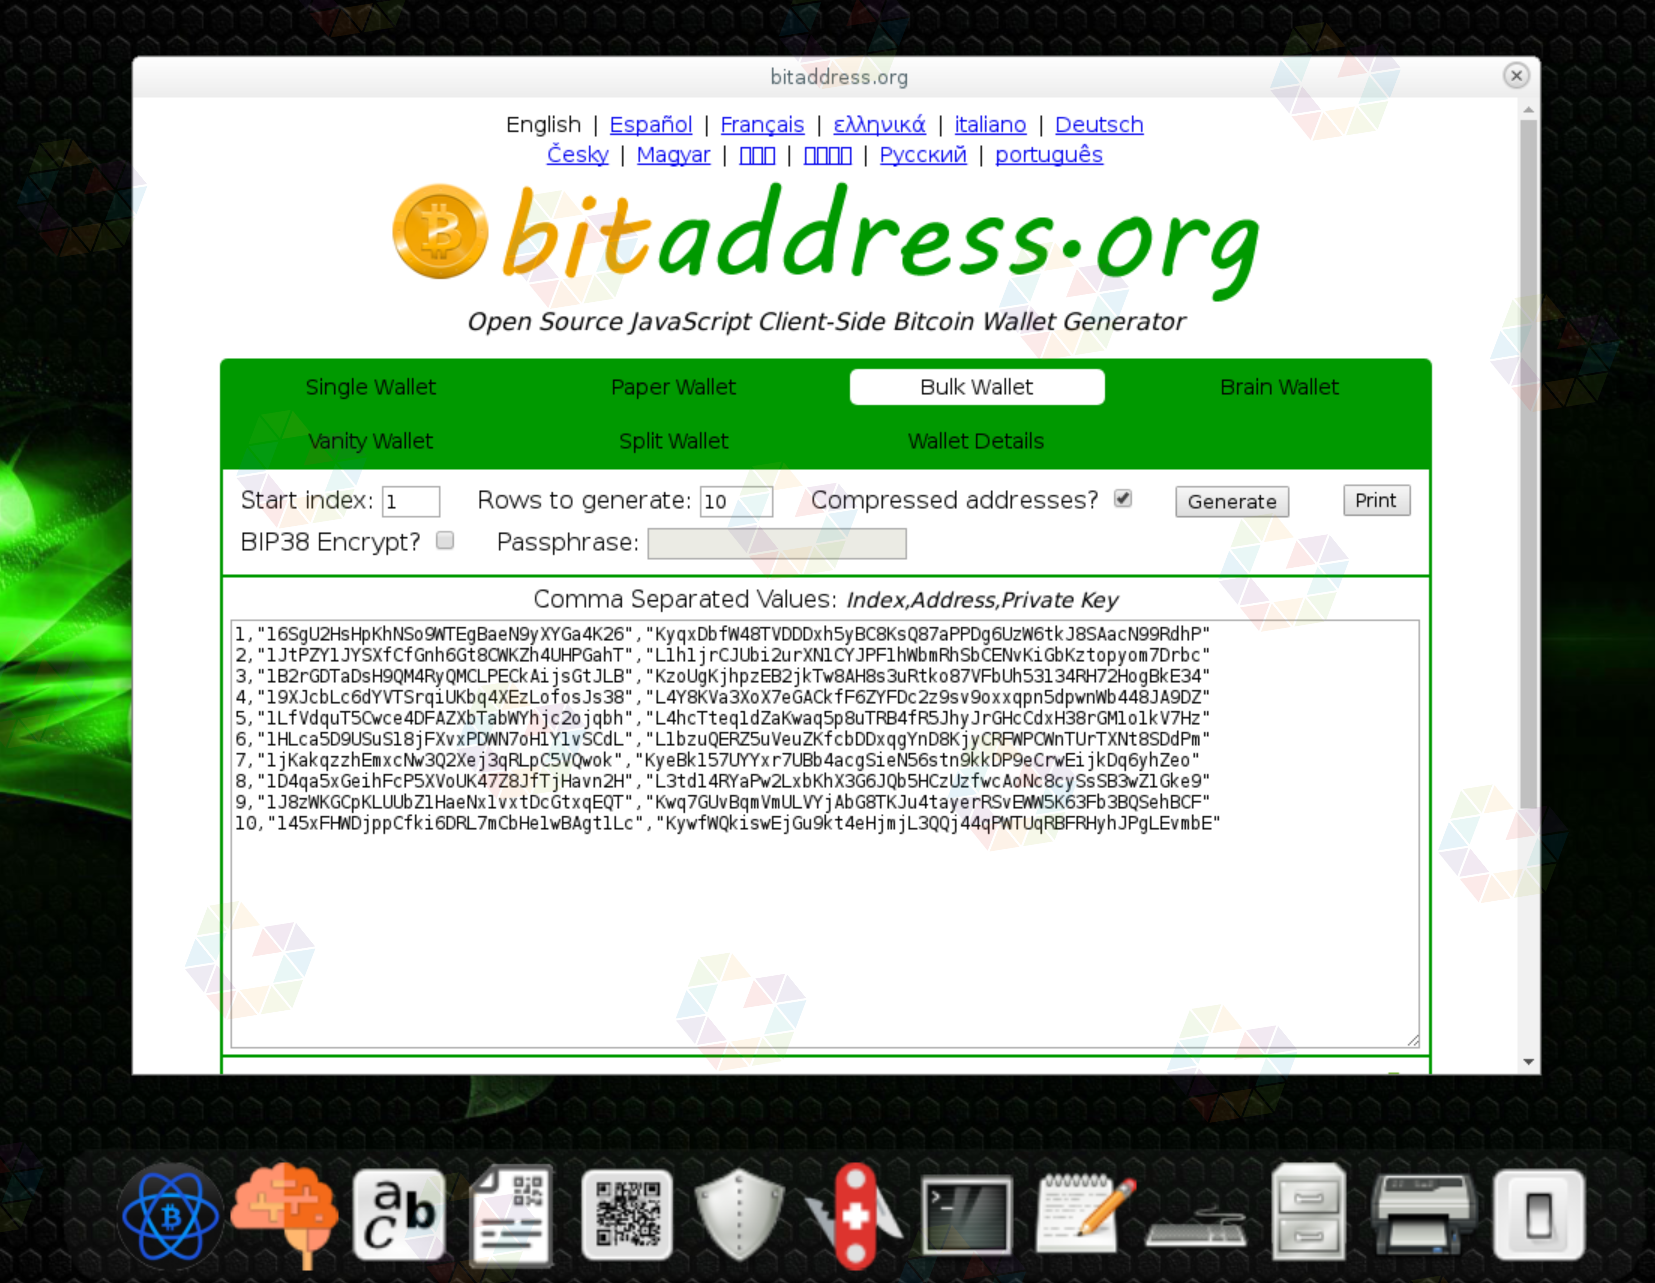 bitaddress.org
English | Español | Français | ελληνικά | italiano | Deutsch
Česky | Magyar | | | Русский | português
bitaddress.org
Open Source JavaScript Client-Side Bitcoin Wallet Generator
Single Wallet Paper Wallet Bulk Wallet Brain Wallet
Vanity Wallet Split Wallet Wallet Details
Start index: 1 Rows to generate: 10 Compressed addresses? Generate Print
BIP38 Encrypt? Passphrase:
Comma Separated Values: Index,Address,Private Key
1,"16SgU2HsHpKhNSo9WTEgBaeN9yXYGa4K26","KyqxDbfW48TVDDDxh5yBC8KsQ87aPPDg6UzW6tkJ8SAacN99RdhP"
2,"1JtPZY1JYSXfCfGnh6Gt8CWKZh4UHPGahT","L1h1jrCJUbi2urXN1CYJPF1hWbmRhSbCENvKiGbKztopyom7Drbc"
3,"1B2rGDTaDsH9QM4RyQMCLPECkAijsGtJLB","KzoUgKjhpzEB2jkTw8AH8s3uRtko87VFbUh53134RH72HogBkE34"
4,"19XJcbLc6dYVTSrqiUKbq4XEzLofosJs38","L4Y8KVa3XoX7eGACkfF6ZYFDc2z9sv9oxxqpn5dpwnWb448JA9DZ"
5,"1LfVdquT5Cwce4DFAZXbTabWYhjc2ojqbh","L4hcTteq1dZaKwaq5p8uTRB4fR5JhyJrGHcCdxH38rGM1o1kV7Hz"
6,"1HLca5D9USuS18jFXvxPDWN7oH1Y1vSCdL","L1bzuQERZ5uVeuZKfcbDDxqgYnD8KjyCRFWPCWnTUrTXNt8SDdPm"
7,"1jKakqzzhEmxcNw3Q2Xej3qRLpC5VQwok","KyeBk157UYYxr7UBb4acgSieN56stn9kkDP9eCrwEijkDq6yhZeo"
8,"1D4qa5xGeihFcP5XVoUK47Z8JfTjHavn2H","L3td14RYaPw2LxbKhX3G6JQb5HCzUzfwcAoNc8cySsSB3wZ1Gke9"
9,"1J8zWKGCpKLUUbZ1HaeNx1vxtDcGtxqEQT","Kwq7GUvBqmVmULVYjAbG8TKJu4tayerRSvEWW5K63Fb3BQSehBCF"
10,"145xFHWDjppCfki6DRL7mCbHe1wBAgt1Lc","KywfWQkiswEjGu9kt4eHjmjL3QQj44qPWTUqRBFRHyhJPgLEvmbE"
a b c